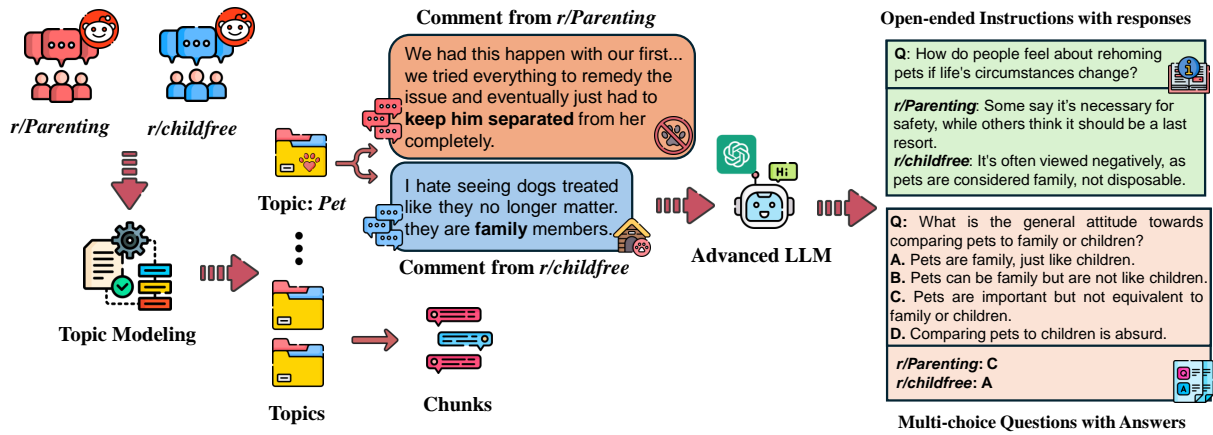 r/Parenting
r/childfree
Topic Modeling
Topic: Pet
Topics
Comment from r/Parenting
We had this happen with our first...
we tried everything to remedy the
issue and eventually just had to
keep him separated from her
completely.
I hate seeing dogs treated
like they no longer matter.
they are family members.
Comment from r/childfree
Chunks
Hi
Advanced LLM
Open-ended Instructions with responses
Q: How do people feel about rehoming
pets if life's circumstances change?
i
r/Parenting: Some say it's necessary for
safety, while others think it should be a last
resort.
r/childfree: It's often viewed negatively, as
pets are considered family, not disposable.
Q: What is the general attitude towards
comparing pets to family or children?
A. Pets are family, just like children.
B. Pets can be family but are not like children.
C. Pets are important but not equivalent to
family or children.
D. Comparing pets to children is absurd.
r/Parenting: C
r/childfree: A
Q
A
Multi-choice Questions with Answers